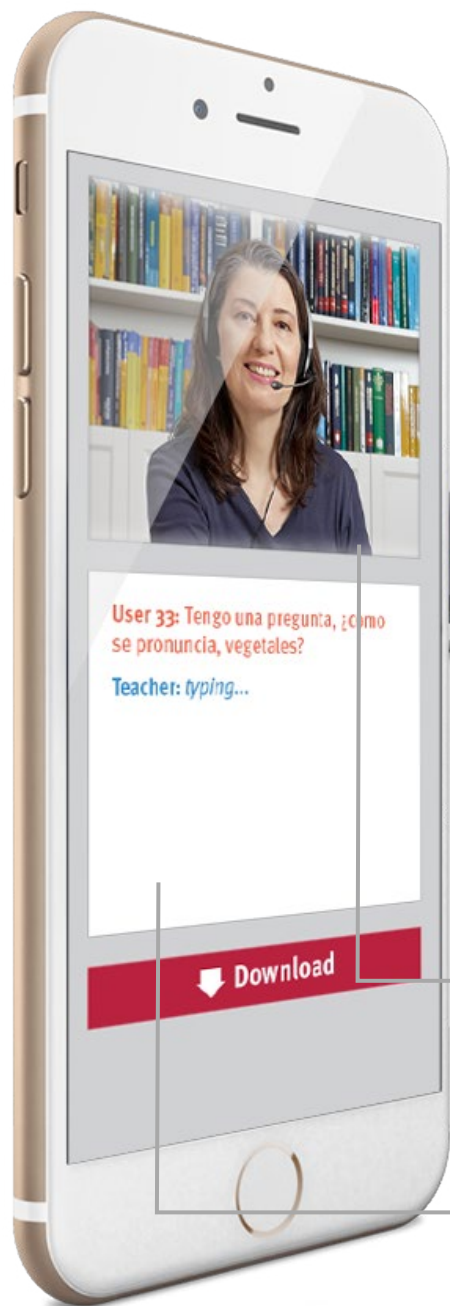 User 33: Tengo una pregunta, ¿como
se pronuncia, vegetales?
Teacher: typing...
Download